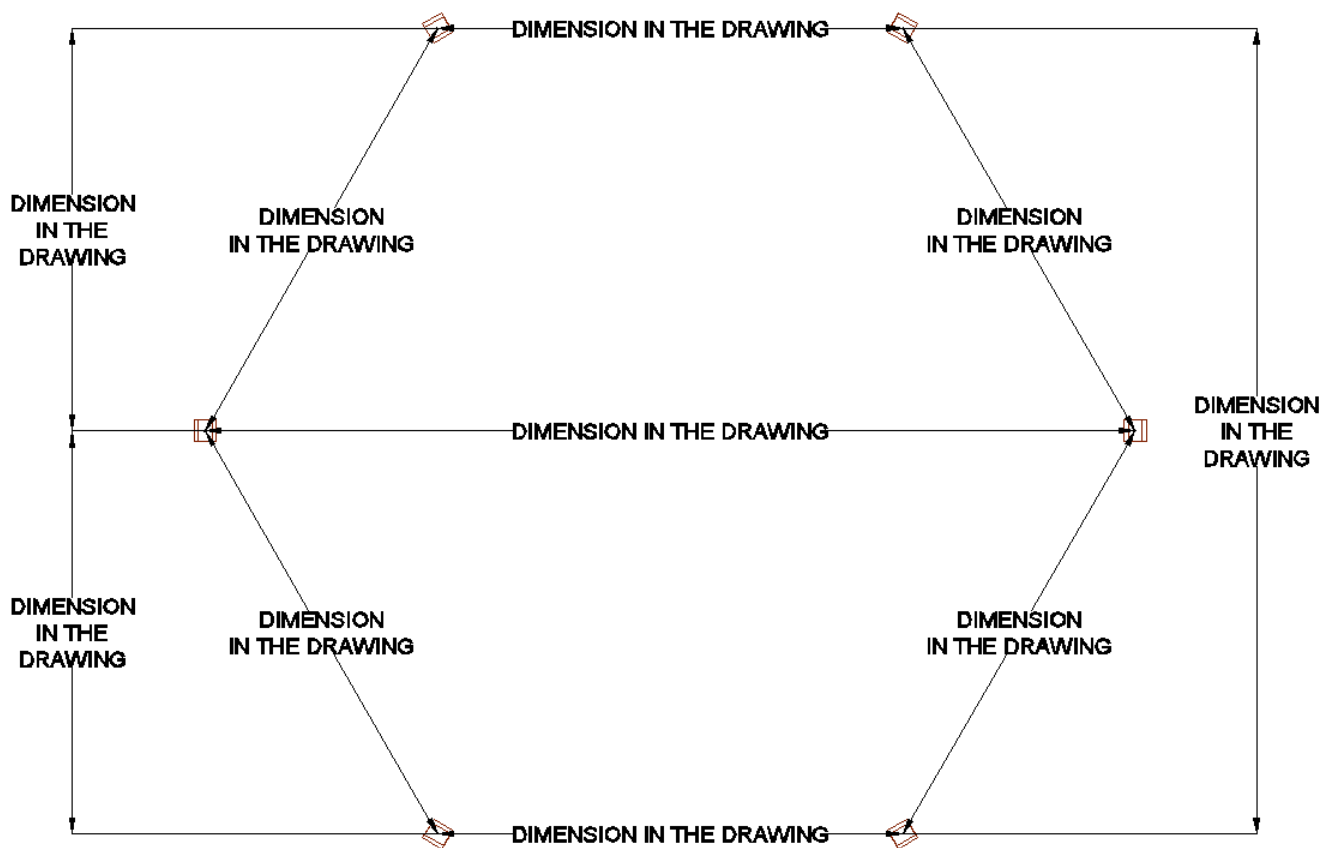 DIMENSION IN THE DRAWING
DIMENSION
IN THE
DRAWING
DIMENSION
IN THE DRAWING
DIMENSION
IN THE DRAWING
DIMENSION IN THE DRAWING
DIMENSION
IN THE
DRAWING
DIMENSION
IN THE
DRAWING
DIMENSION
IN THE DRAWING
DIMENSION
IN THE DRAWING
DIMENSION IN THE DRAWING